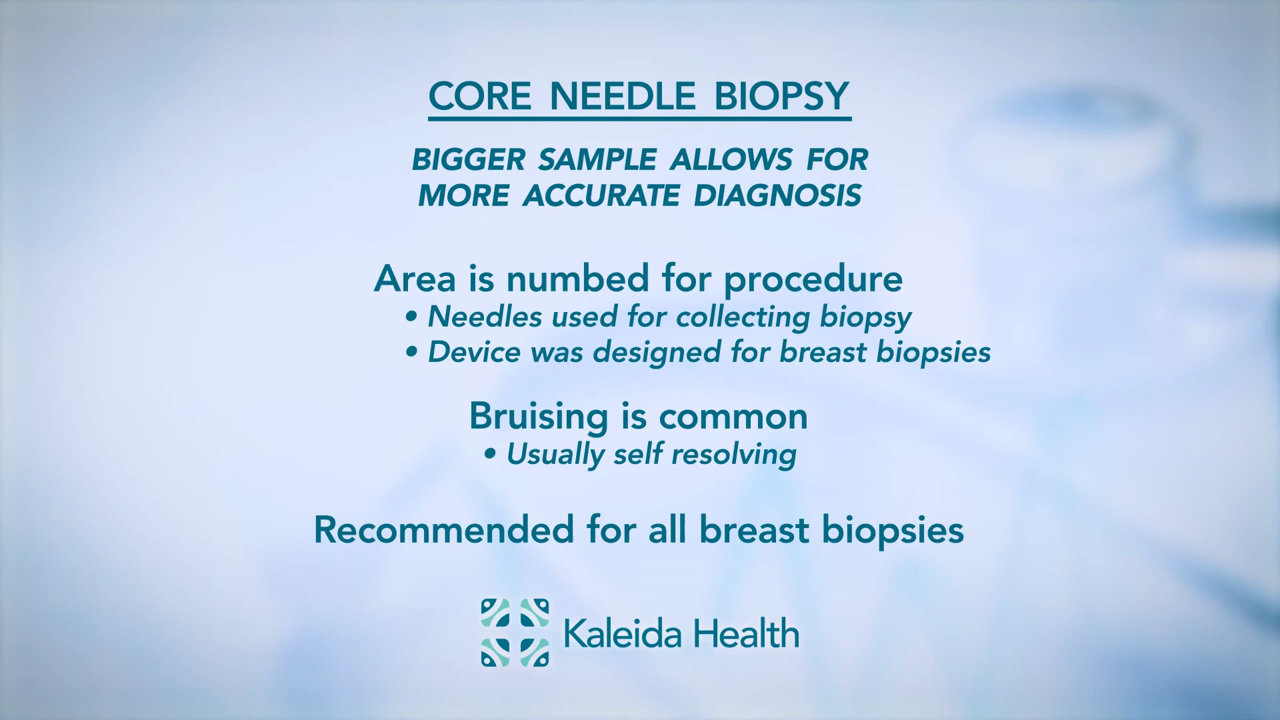 CORE NEEDLE BIOPSY
BIGGER SAMPLE ALLOWS FOR
MORE ACCURATE DIAGNOSIS
Area is numbed for procedure
• Needles used for collecting biopsy
• Device was designed for breast biopsies
Bruising is common
• Usually self resolving
Recommended for all breast biopsies
Kaleida Health